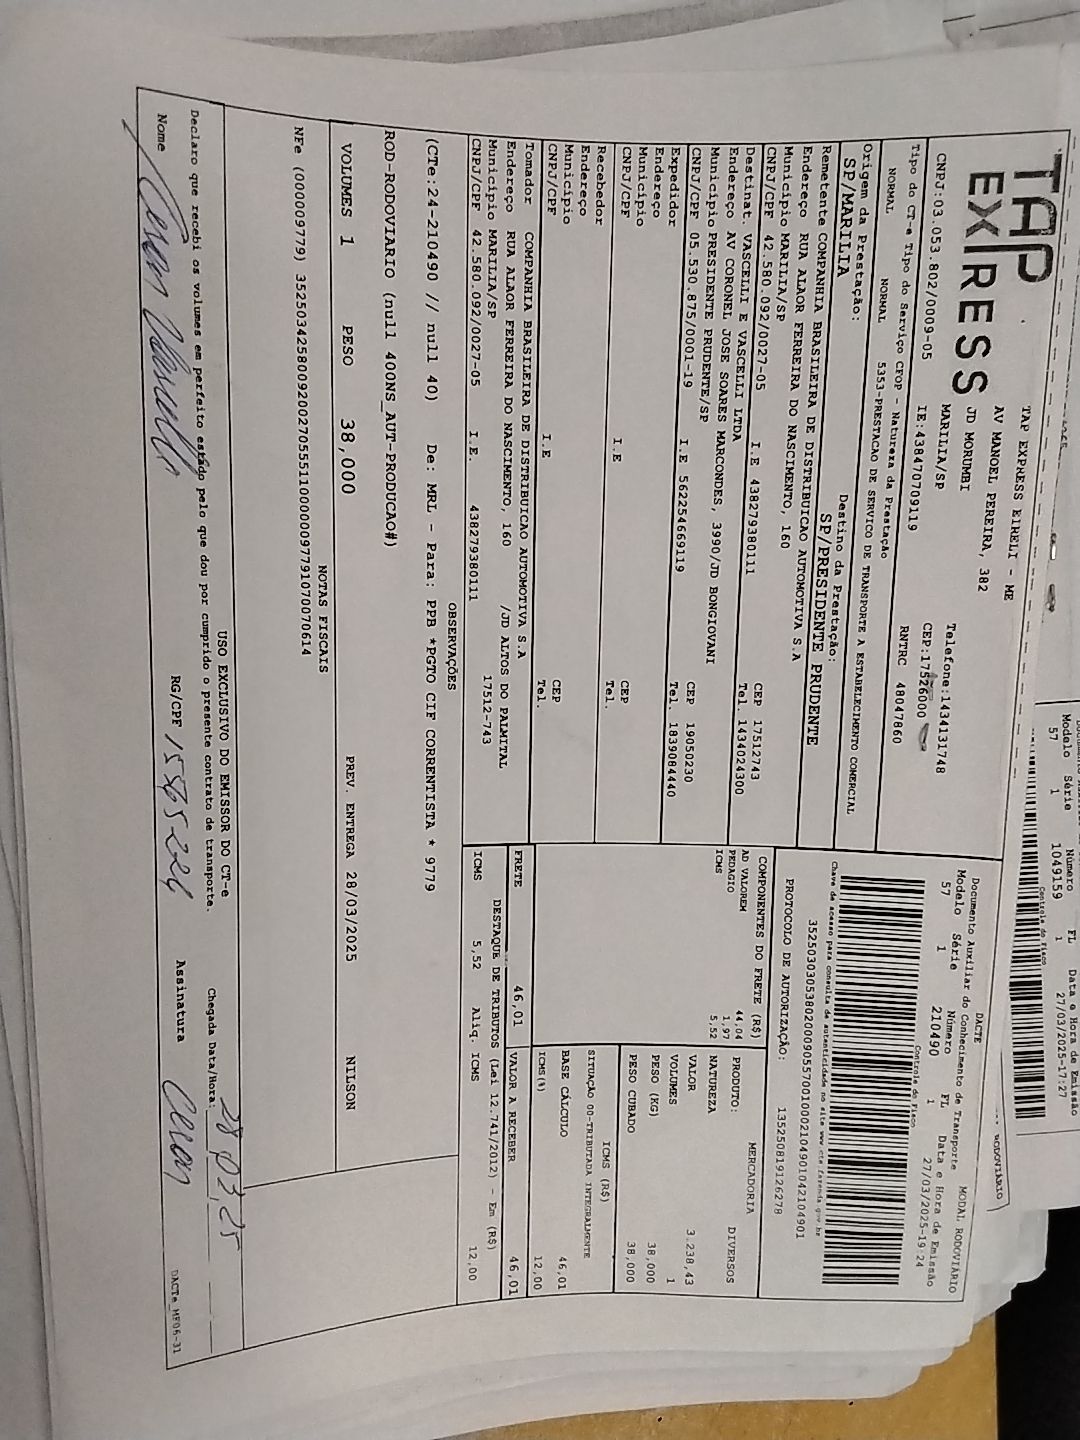 TAP
EXPRESS
TAP EXPRESS EIRELI - ME
AV MANOEL PEREIRA, 382
JD MORUMBI
MARILIA/SP
Telefone:1434131748
CEP:17526000
CNPJ:03.053.802/0009-05
IE:438470709119
RNTRC 48047860
Tipo do CT-e Tipo do Serviço CFOP - Natureza da Prestação
NORMAL NORMAL 5353-PRESTACAO DE SERVICO DE TRANSPORTE A ESTABELECIMENTO COMERCIAL
Origem da Prestação:
SP/MARILIA
Destino da Prestação:
SP/PRESIDENTE PRUDENTE
Remetente COMPANHIA BRASILEIRA DE DISTRIBUICAO AUTOMOTIVA S.A
Endereço RUA ALAOR FERREIRA DO NASCIMENTO, 160
Município MARILIA/SP CEP 17512743
CNPJ/CPF 42.580.092/0027-05 I.E 438279380111 Tel. 1434024300
Destinat. VASCELLI E VASCELLI LTDA
Endereço AV CORONEL JOSE SOARES MARCONDES, 3990/JD BONGIOVANI
Município PRESIDENTE PRUDENTE/SP CEP 19050230
CNPJ/CPF 05.530.875/0001-19 I.E 562254669119 Tel. 1839084440
Expedidor
Endereço
Município CEP
CNPJ/CPF I.E Tel.
Recebedor
Endereço
Município CEP
CNPJ/CPF I.E Tel.
Tomador COMPANHIA BRASILEIRA DE DISTRIBUICAO AUTOMOTIVA S.A
Endereço RUA ALAOR FERREIRA DO NASCIMENTO, 160 /JD ALTOS DO PALMITAL
Município MARILIA/SP 17512-743
CNPJ/CPF 42.580.092/0027-05 I.E. 438279380111
DACTE
MODAL RODOVIÁRIO
Documento Auxiliar do Conhecimento de Transporte
Modelo Série Número FL Data e Hora de Emissão
57 1 210490 1 27/03/2025-19:24
Controle do Fisco
Chave de acesso para consulta de autenticidade no site www.cte.fazenda.gov.br
35250303053802000905570010002104901042104901
PROTOCOLO DE AUTORIZAÇÃO: 135250819126278
COMPONENTES DO FRETE (R$)
AD VALOREM 44,04
PEDAGIO 1,97
ICMS 5,52
PRODUTO: MERCADORIA
NATUREZA DIVERSOS
VALOR 3.238,43
VOLUMES 1
PESO (KG) 38,000
PESO CUBADO 38,000
ICMS (R$)
SITUAÇÃO 00-TRIBUTADA INTEGRALMENTE
BASE CÁLCULO 46,01
ICMS (%) 12,00
FRETE 46,01 VALOR A RECEBER 46,01
DESTAQUE DE TRIBUTOS (Lei 12.741/2012) - Em (R$)
ICMS 5,52 Aliq. ICMS 12,00
OBSERVAÇÕES
(CTe:24-210490 // null 40) De: MRL - Para: PPB *PGTO CIF CORRENTISTA * 9779
ROD-RODOVIARIO (null 400NS_AUT-PRODUCAO#)
VOLUMES 1 PESO 38,000 PREV. ENTREGA 28/03/2025 NILSON
NOTAS FISCAIS
NFe (000009779) 35250342580092002705551100000097791070070614
USO EXCLUSIVO DO EMISSOR DO CT-e
Declaro que recebi os volumes em perfeito estado pelo que dou por cumprido o presente contrato de transporte.
Chegada Data/Hora: 28 03 25
Nome
RG/CPF
Assinatura
DACTe_MF06-31
Modelo Série Número FL Data e Hora de Emissão
57 1 1049159 1 27/03/2025-17:27
Controle do Fisco
RODOVIÁRIO